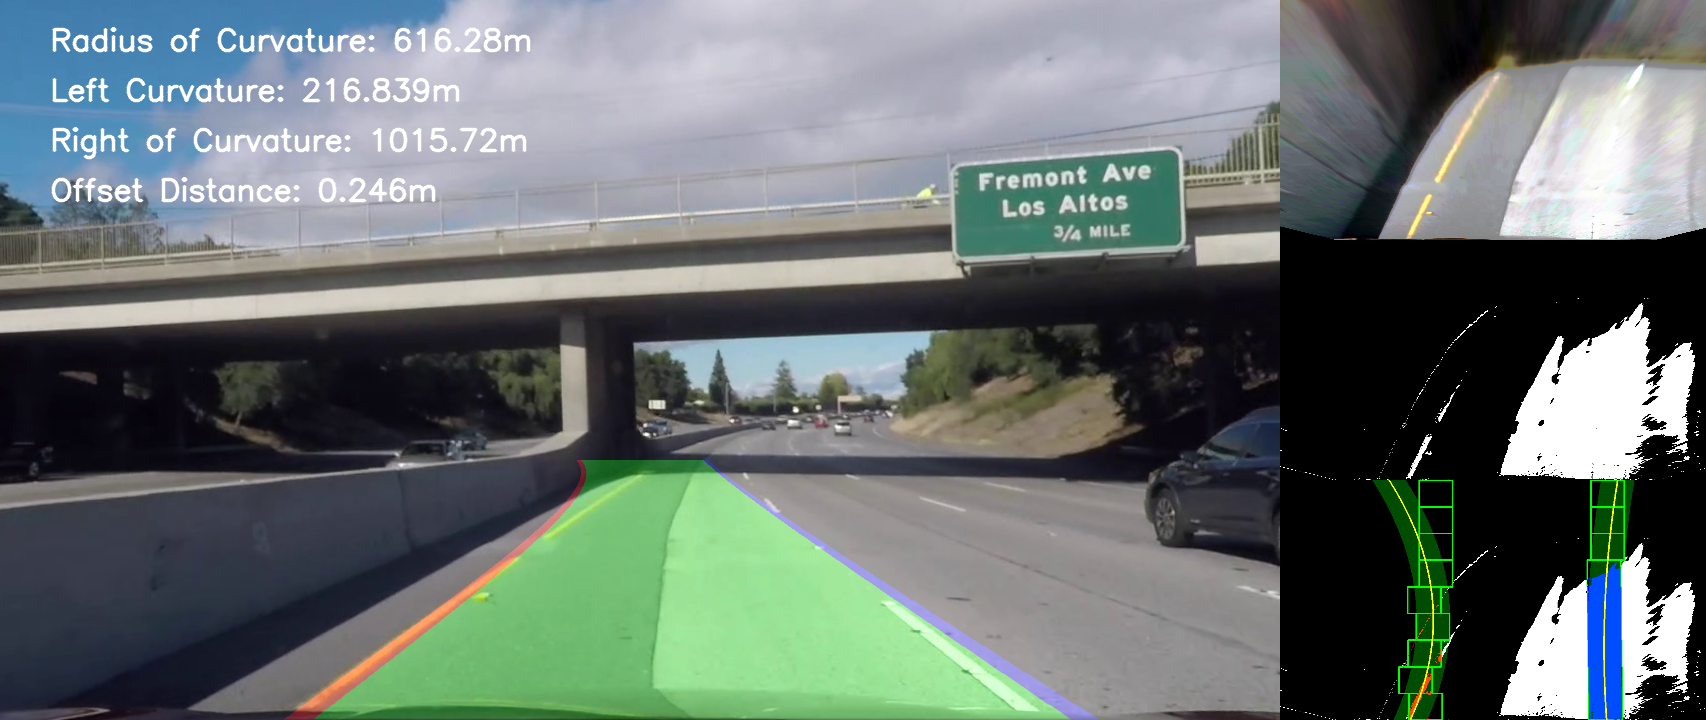 Radius of Curvature: 616.28m
Left Curvature: 216.839m
Right of Curvature: 1015.72m
Offset Distance: 0.246m
Fremont Ave
Los Altos
3/4 MILE